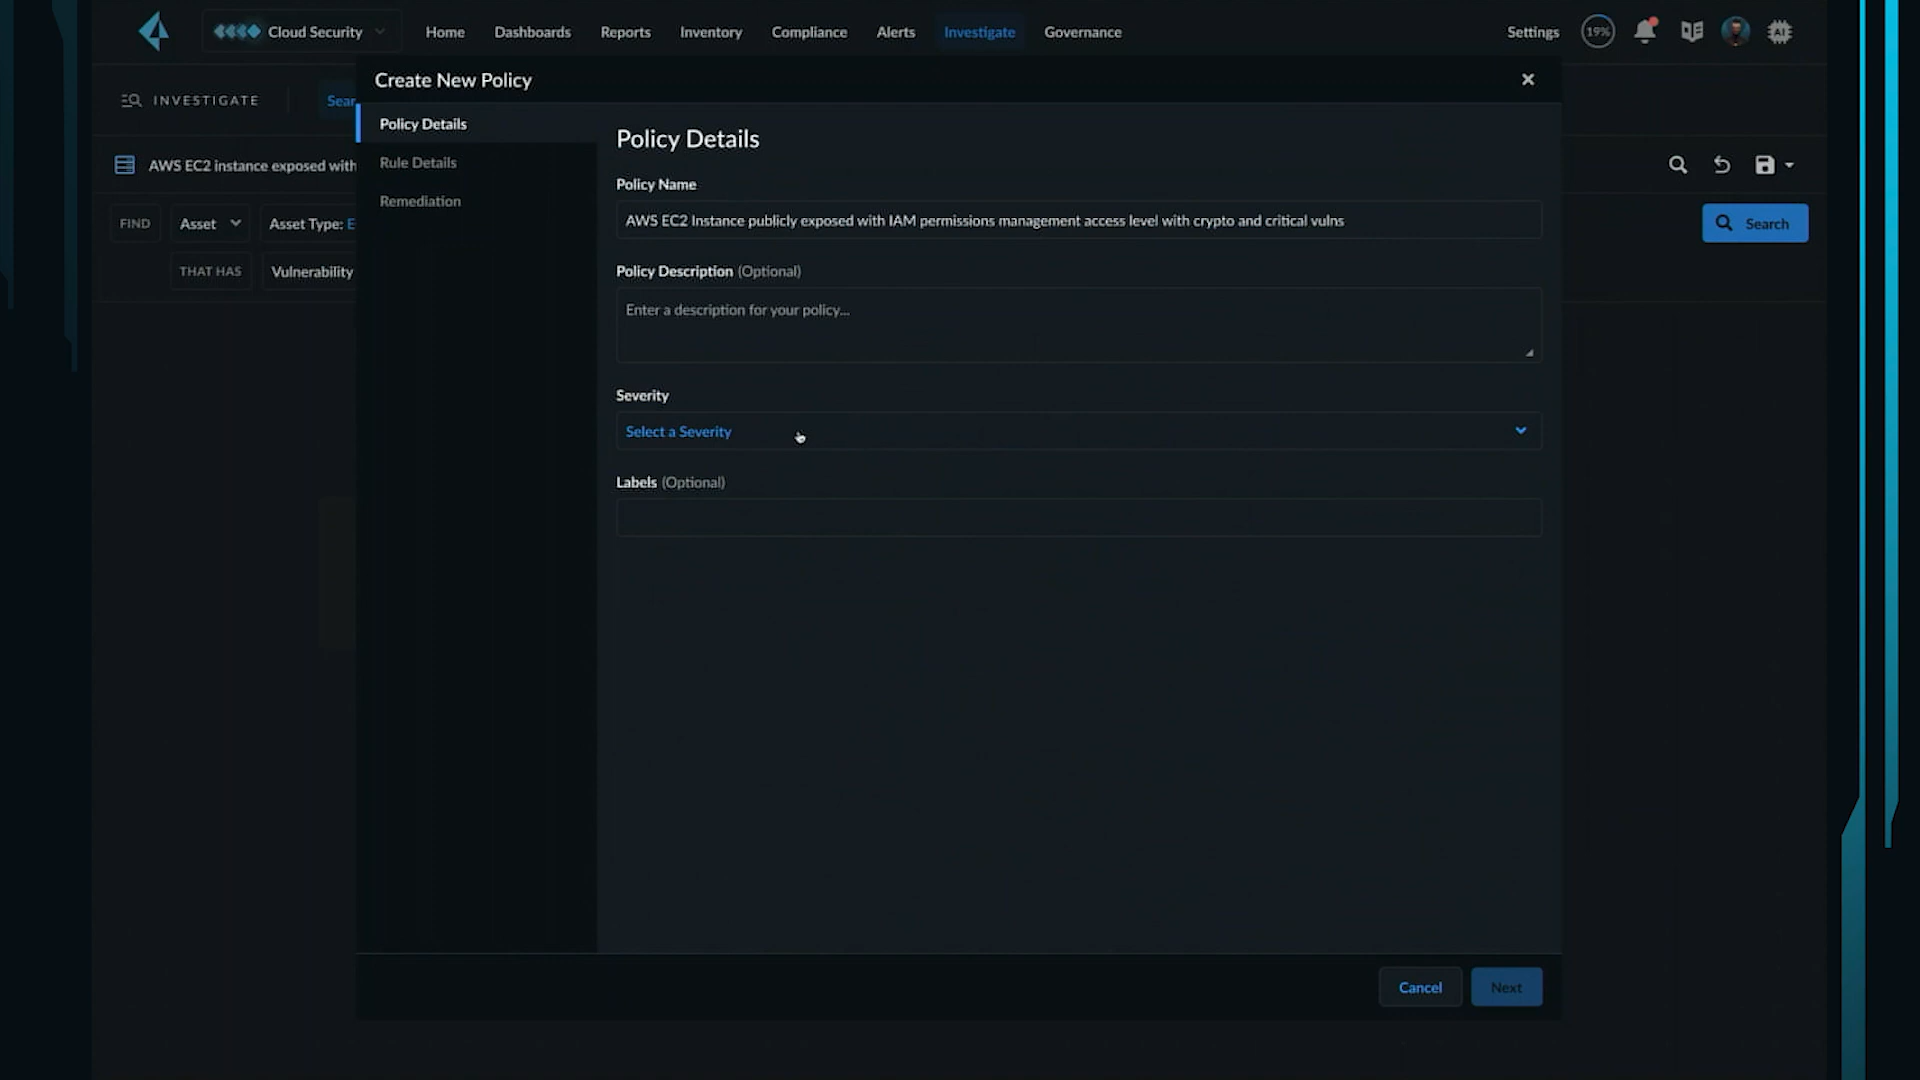 Cloud Security
Home
Dashboards
Reports
Inventory
Compliance
Alerts
Investigate
Governance
Settings
19%
AI
Create New Policy
INVESTIGATE
Sear
Policy Details
Rule Details
Remediation
AWS EC2 instance exposed with
FIND
Asset
Asset Type: E
THAT HAS
Vulnerability
Search
Policy Details
Policy Name
AWS EC2 Instance publicly exposed with IAM permissions management access level with crypto and critical vulns
Policy Description (Optional)
Enter a description for your policy...
Severity
Select a Severity
Labels (Optional)
Cancel
Next